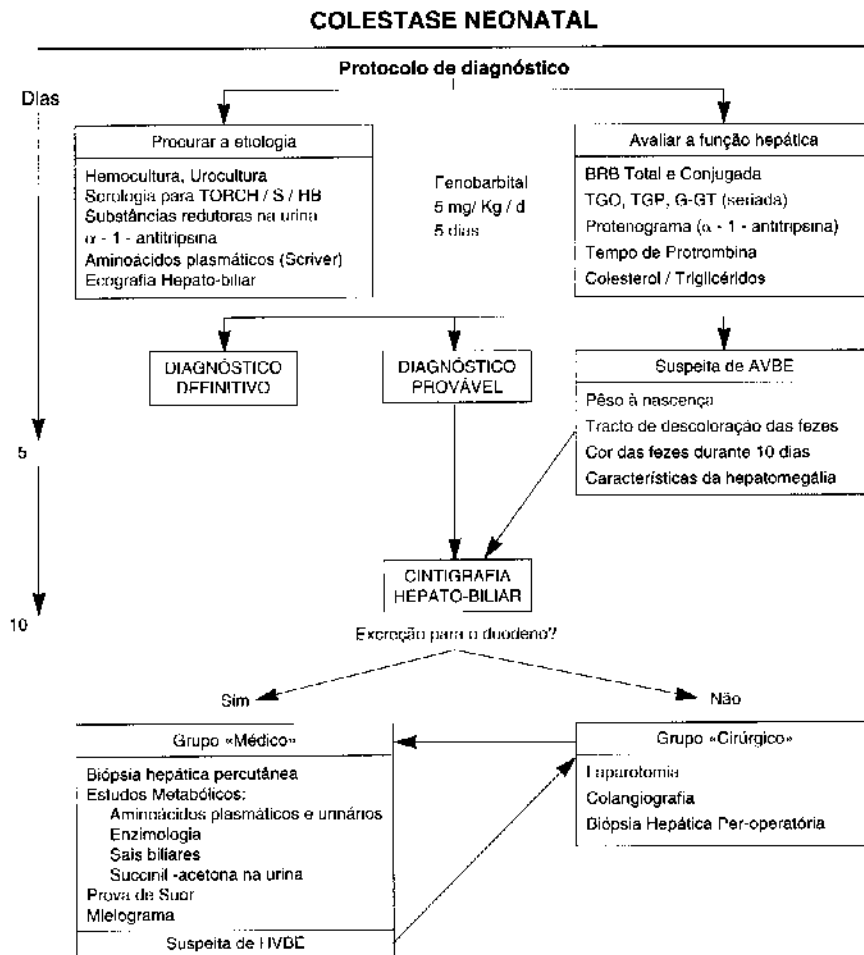 COLESTASE NEONATAL
Protocolo de diagnóstico
Dias
Procurar a etiologia
Hemocultura, Urocultura
Serologia para TORCH / S / HB
Substâncias redutoras na urina
α - 1 - antitripsina
Aminoácidos plasmáticos (Scriver)
Ecografia Hepato-biliar
Fenobarbital
5 mg/ Kg / d
5 dias
Avaliar a função hepática
BRB Total e Conjugada
TGO, TGP, G-GT (seriada)
Protenograma (α - 1 - antitripsina)
Tempo de Protrombina
Colesterol / Triglicéridos
DIAGNÓSTICO
DEFINITIVO
DIAGNÓSTICO
PROVÁVEL
Suspeita de AVBE
Pêso à nascença
Tracto de descoloração das fezes
Cor das fezes durante 10 dias
Características da hepatomegália
5
CINTIGRAFIA
HEPATO-BILIAR
10
Excreção para o duodeno?
Sim
Não
Grupo «Médico»
Biópsia hepática percutânea
Estudos Metabólicos:
Aminoácidos plasmáticos e urinários
Enzimologia
Sais biliares
Succinil -acetona na urina
Prova de Suor
Mielograma
Suspeita de
Grupo «Cirúrgico»
Laparotomia
Colangiografia
Biópsia Hepática Per-operatória